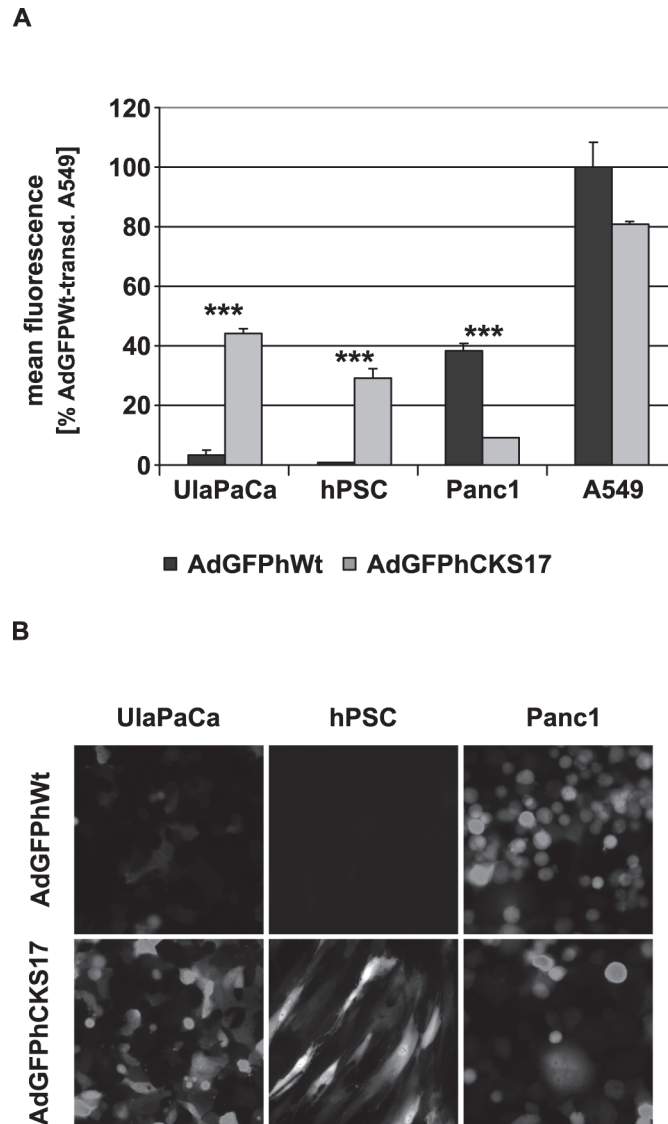 A
mean fluorescence
[% AdGFPWt-transd. A549]
120
100
80
60
40
20
0
***
***
***
UlaPaCa hPSC Panc1 A549
AdGFPhWt AdGFPhCKS17
B
UlaPaCa hPSC Panc1
AdGFPhWt
AdGFPhCKS17